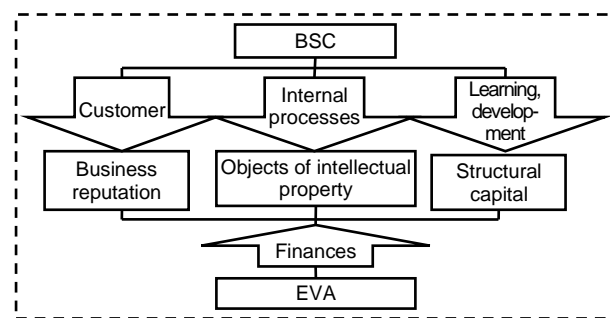 BSC
Customer
Internal
processes
Learning,
develop-
ment
Business
reputation
Objects of intellectual
property
Structural
capital
Finances
EVA